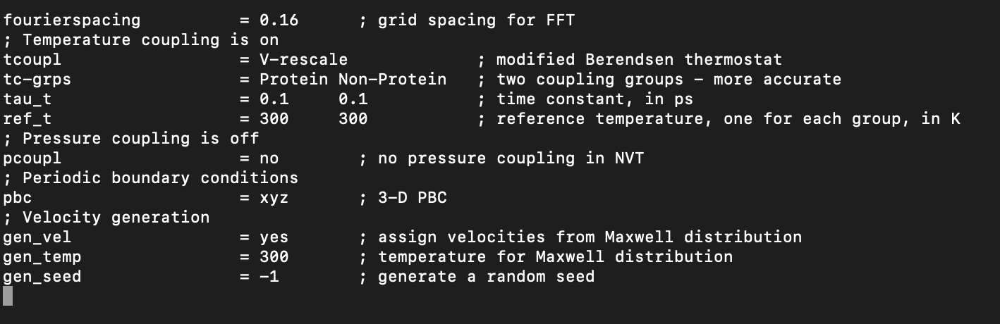 fourierspacing          = 0.16      ; grid spacing for FFT
; Temperature coupling is on
tcoupl                  = V-rescale             ; modified Berendsen thermostat
tc-grps                 = Protein Non-Protein   ; two coupling groups - more accurate
tau_t                   = 0.1     0.1           ; time constant, in ps
ref_t                   = 300     300           ; reference temperature, one for each group, in K
; Pressure coupling is off
pcoupl                  = no        ; no pressure coupling in NVT
; Periodic boundary conditions
pbc                     = xyz       ; 3-D PBC
; Velocity generation
gen_vel                 = yes       ; assign velocities from Maxwell distribution
gen_temp                = 300       ; temperature for Maxwell distribution
gen_seed                = -1        ; generate a random seed